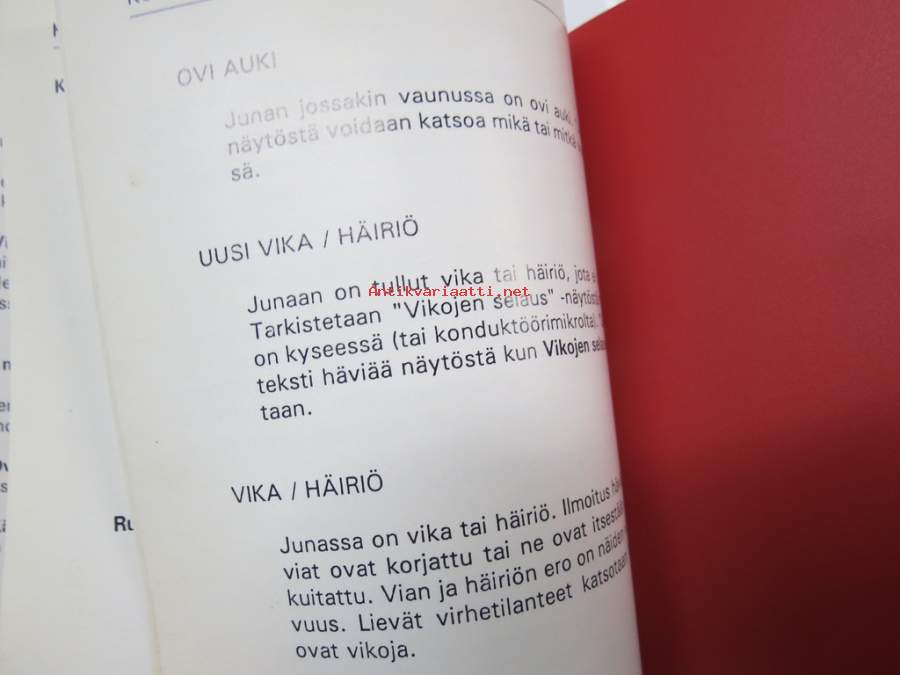 OVI AUKI
Junan jossakin vaunussa on ovi auki.
näytöstä voidaan katsoa mikä tai mitkä
sä.
UUSI VIKA / HÄIRIÖ
Junaan on tullut vika tai häiriö, jota
Antikvariaatti.net
Tarkistetaan "Vikojen selaus" -näytöstä
on kyseessä (tai konduktöörimikrolta).
teksti häviää näytöstä kun Vikojen
taan.
VIKA / HÄIRIÖ
Junassa on vika tai häiriö. Ilmoitus
viat ovat korjattu tai ne ovat
kuitattu. Vian ja häiriön ero on näiden
vuus. Lievät virhetilanteet katsotaan
ovat vikoja.